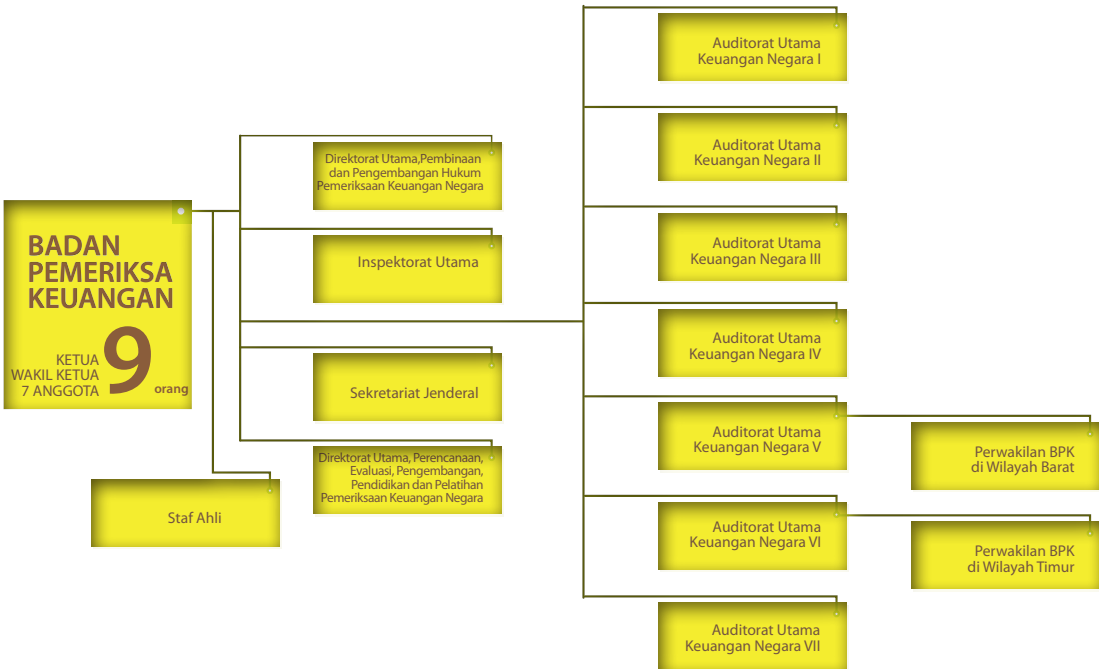 BADAN
PEMERIKSA
KEUANGAN
KETUA
WAKIL KETUA
7 ANGGOTA
9
orang
Staf Ahli
Direktorat Utama,Pembinaan
dan Pengembangan Hukum
Pemeriksaan Keuangan Negara
Inspektorat Utama
Sekretariat Jenderal
Direktorat Utama, Perencanaan,
Evaluasi, Pengembangan,
Pendidikan dan Pelatihan
Pemeriksaan Keuangan Negara
Auditorat Utama
Keuangan Negara I
Auditorat Utama
Keuangan Negara II
Auditorat Utama
Keuangan Negara III
Auditorat Utama
Keuangan Negara IV
Auditorat Utama
Keuangan Negara V
Perwakilan BPK
di Wilayah Barat
Auditorat Utama
Keuangan Negara VI
Perwakilan BPK
di Wilayah Timur
Auditorat Utama
Keuangan Negara VII